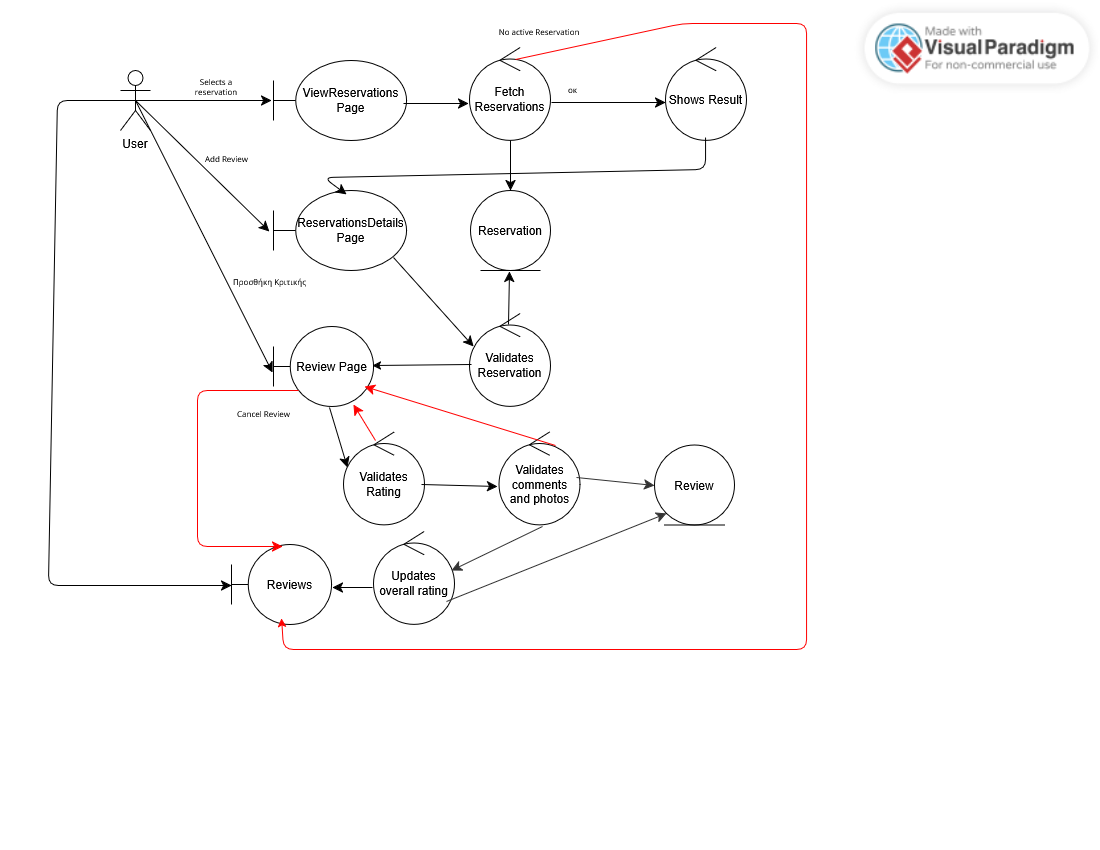 No active Reservation
Made with
Visual Paradigm
For non-commercial use
Selects a
reservation
ViewReservations
Page
Fetch
Reservations
OK
Shows Result
User
Add Review
ReservationsDetails
Page
Reservation
Προσθήκη Κριτικής
Review Page
Validates
Reservation
Cancel Review
Validates
Rating
Validates
comments
and photos
Review
Reviews
Updates
overall rating